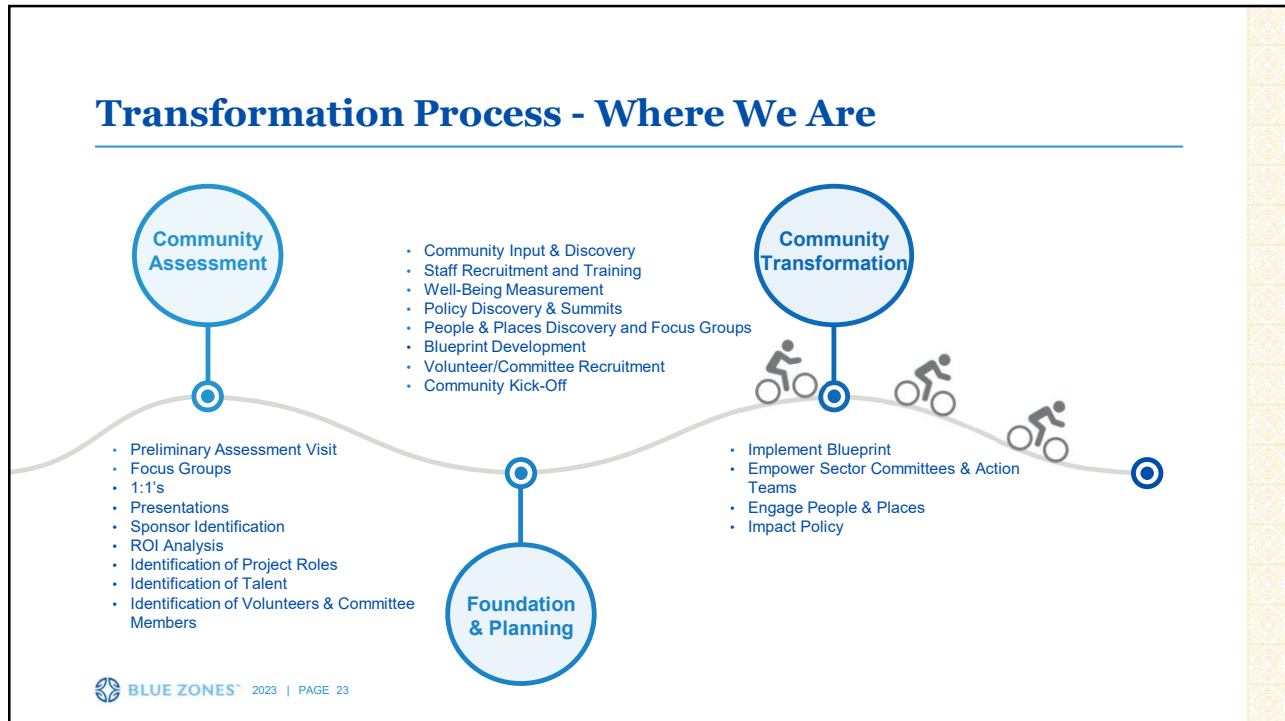 Transformation Process - Where We Are
Community
Assessment
• Preliminary Assessment Visit
• Focus Groups
• 1:1's
• Presentations
• Sponsor Identification
• ROI Analysis
• Identification of Project Roles
• Identification of Talent
• Identification of Volunteers & Committee
Members
• Community Input & Discovery
• Staff Recruitment and Training
• Well-Being Measurement
• Policy Discovery & Summits
• People & Places Discovery and Focus Groups
• Blueprint Development
• Volunteer/Committee Recruitment
• Community Kick-Off
Foundation
& Planning
Community
Transformation
• Implement Blueprint
• Empower Sector Committees & Action
Teams
• Engage People & Places
• Impact Policy
BLUE ZONES™ 2023 | PAGE 23